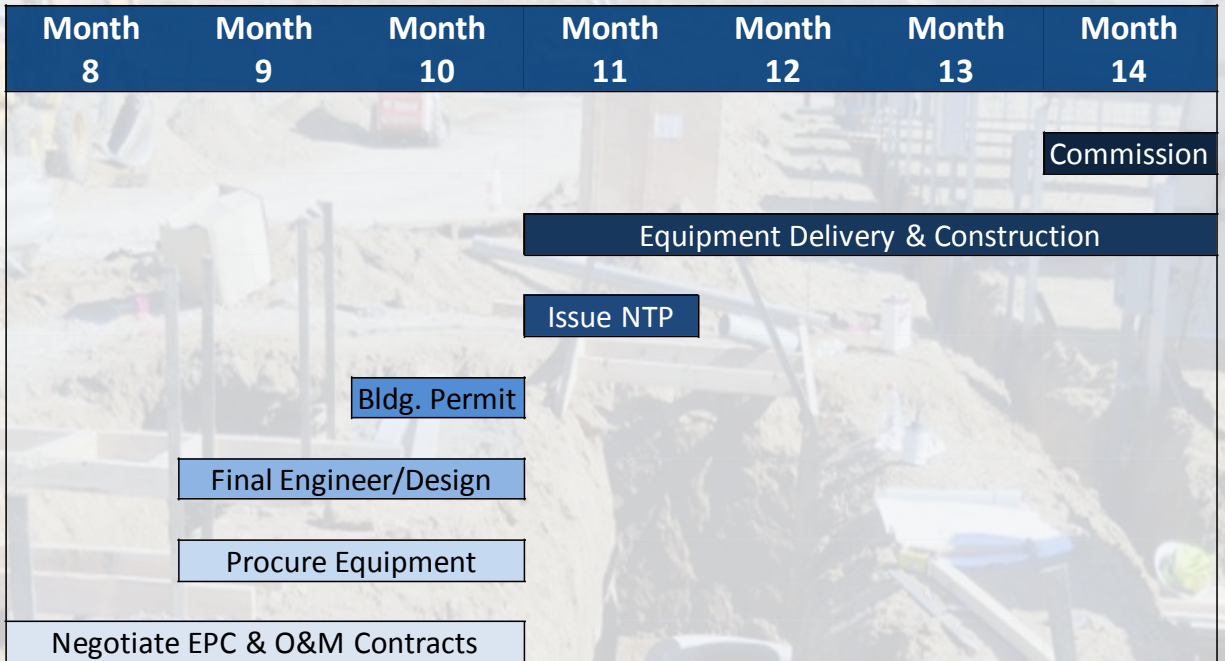 Month Month Month Month Month Month Month
8 9 10 11 12 13 14
Commission
Equipment Delivery & Construction
Issue NTP
Bldg. Permit
Final Engineer/Design
Procure Equipment
Negotiate EPC & O&M Contracts